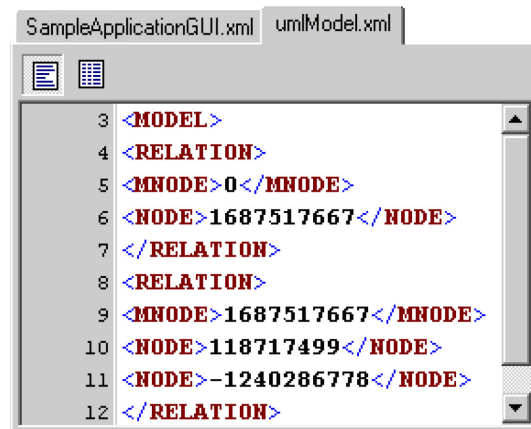 SampleApplicationGUI.xml umlModel.xml
3 <MODEL>
4 <RELATION>
5 <MNODE>0</MNODE>
6 <NODE>1687517667</NODE>
7 </RELATION>
8 <RELATION>
9 <MNODE>1687517667</MNODE>
10 <NODE>118717499</NODE>
11 <NODE>-1240286778</NODE>
12 </RELATION>